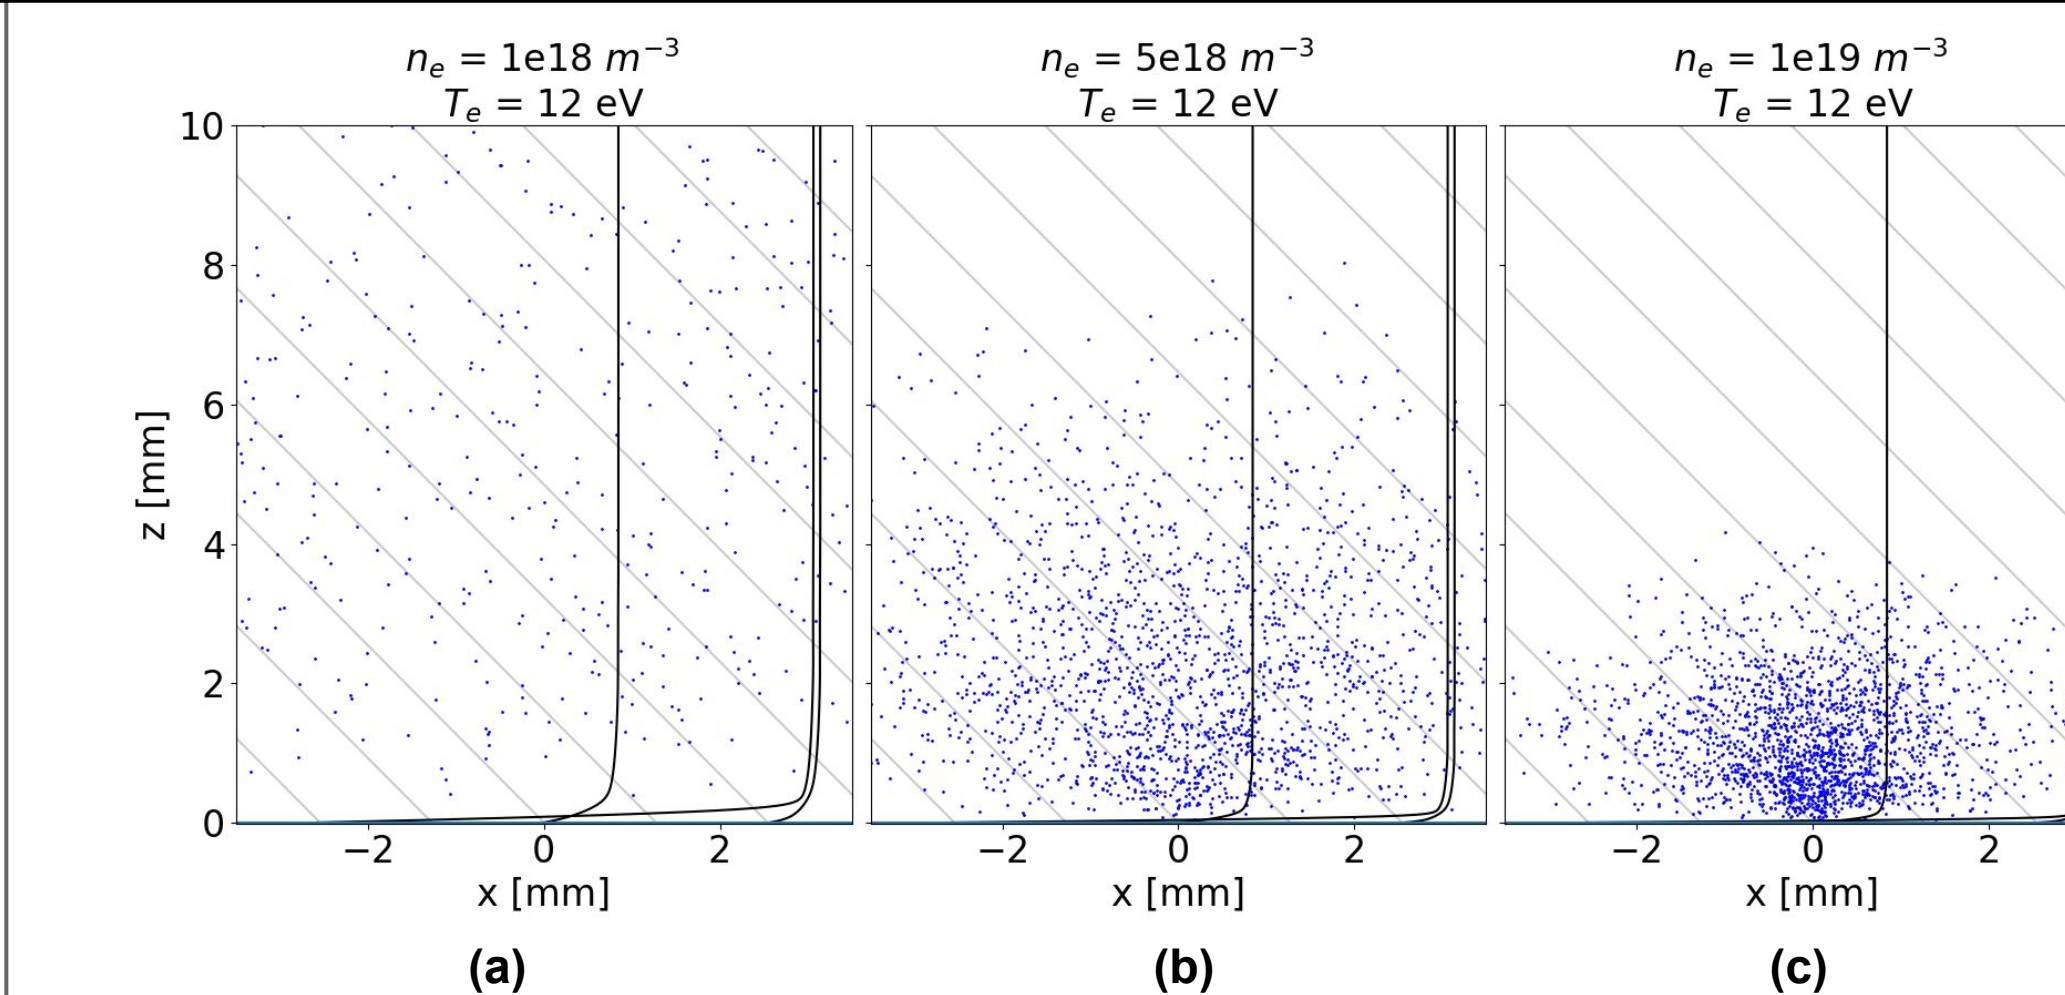 n_e = 1e18 m^−3
T_e = 12 eV
n_e = 5e18 m^−3
T_e = 12 eV
n_e = 1e19 m^−3
T_e = 12 eV
10
8
6
4
2
0
z [mm]
−2 0 2
−2 0 2
−2 0 2
x [mm]
x [mm]
x [mm]
(a)
(b)
(c)